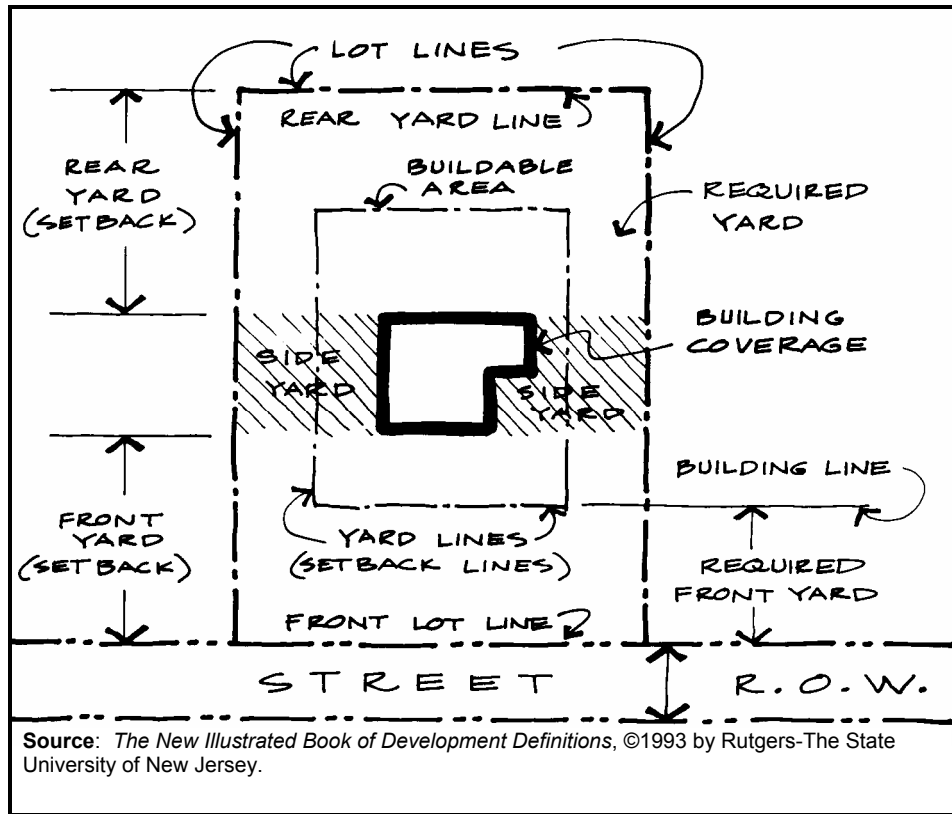 LOT LINES
REAR YARD LINE
REAR
YARD
(SETBACK)
BUILDABLE
AREA
REQUIRED
YARD
BUILDING
COVERAGE
SIDE
YARD
SIDE
YARD
BUILDING LINE
FRONT
YARD
(SETBACK)
YARD LINES
(SETBACK LINES)
REQUIRED
FRONT YARD
FRONT LOT LINE
STREET R.O.W.
Source: The New Illustrated Book of Development Definitions, ©1993 by Rutgers-The State
University of New Jersey.